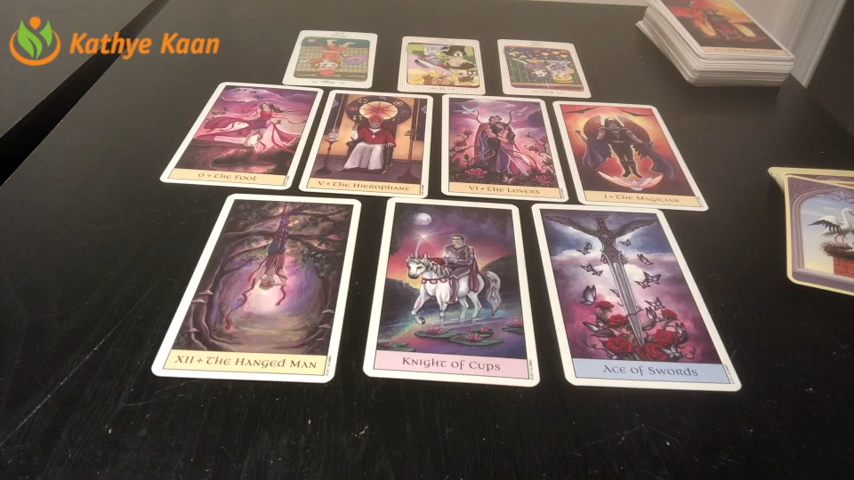 Kathye Kaan
0 + The Fool
V + The Hierophant
VI + The Lovers
I + The Magician
XII + The Hanged Man
Knight of Cups
Ace of Swords